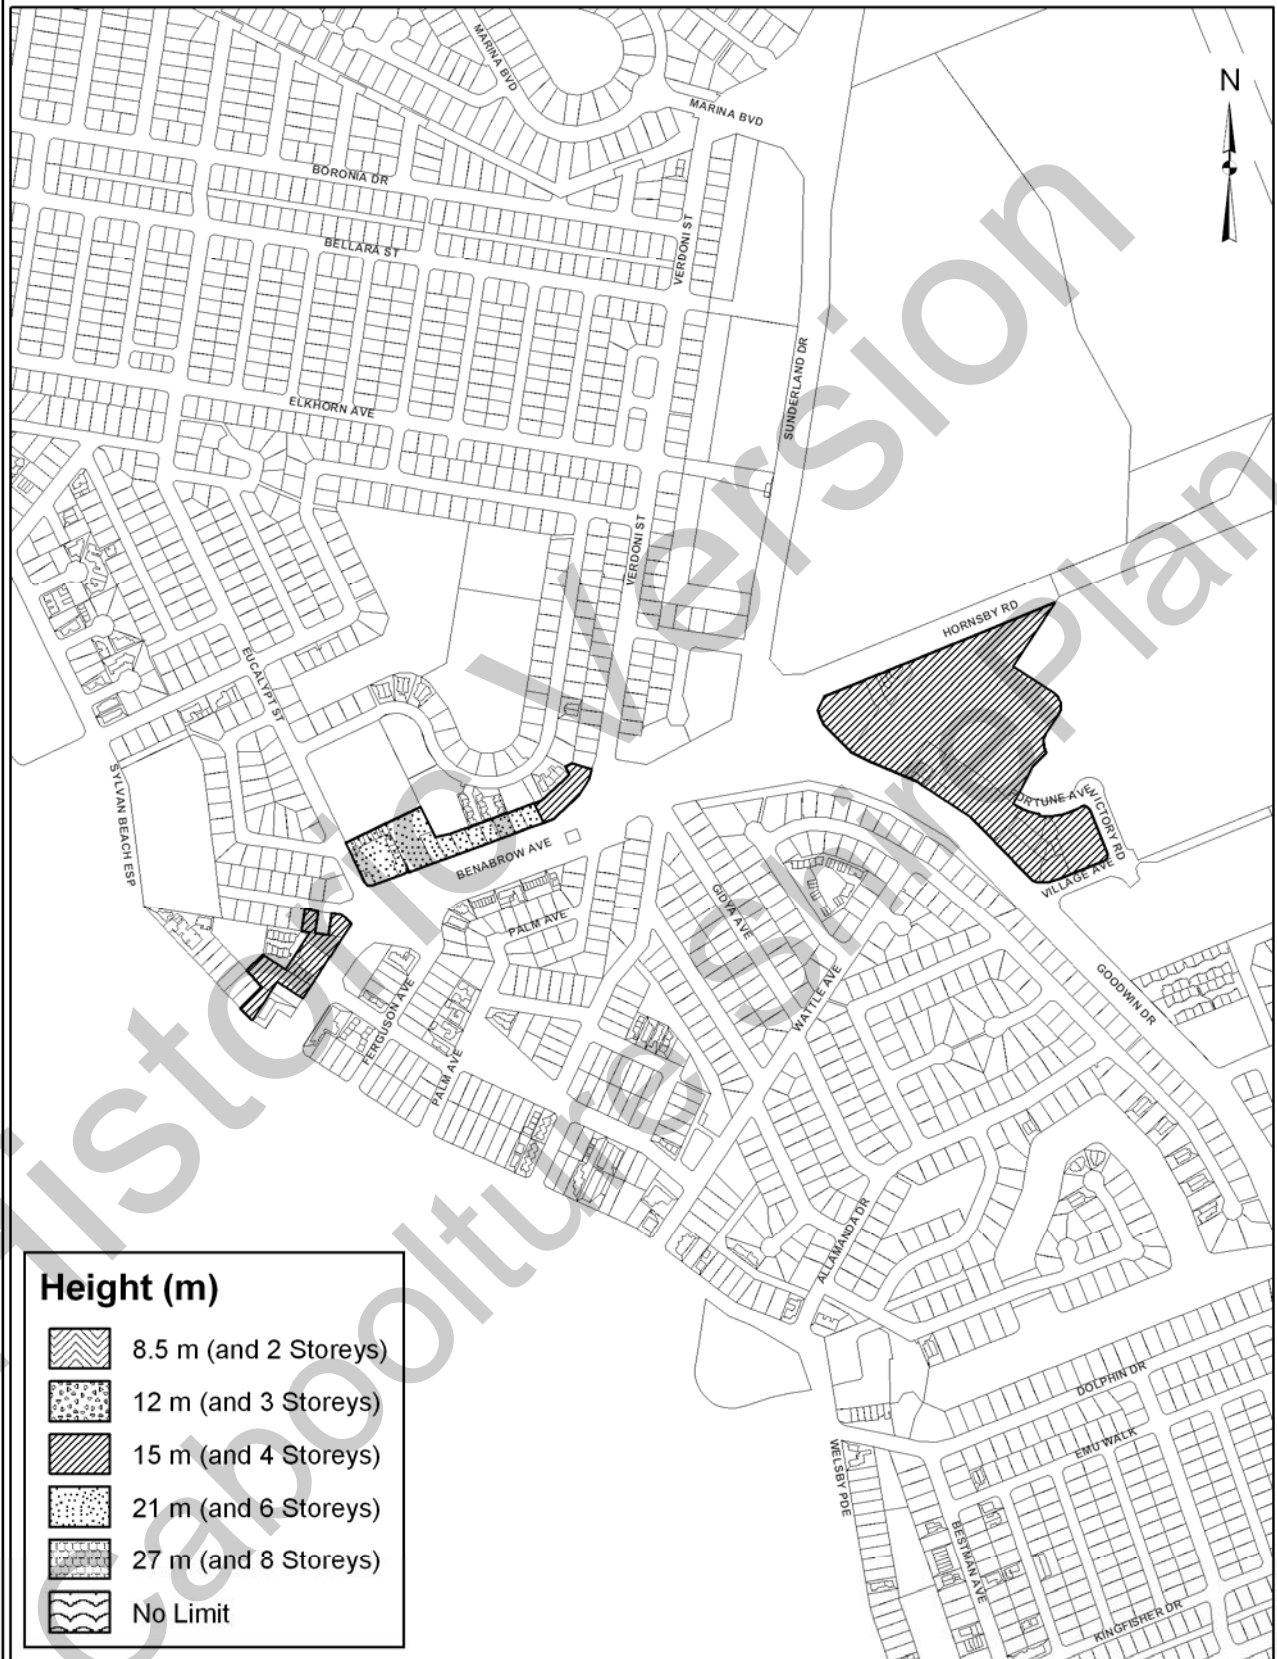 MARINA BVD
N
MARINA BVD
BORONIA DR
BELLARA ST
VERDONI ST
SUNDERLAND DR
ELKHORN AVE
VERDONI ST
HORNSBY RD
EUCALYPT ST
SYLVAN BEACH ESP
FORTUNE AVE
VICTORY RD
VILLAGE AVE
BENABROW AVE
GIDYA AVE
PALM AVE
WATTLE AVE
GOODWIN DR
FERGUSON AVE
PALM AVE
ALLAMANDA DR
DOLPHIN DR
EMU WALK
WELSBY PDE
BESTMAN AVE
KINGFISHER DR
Height (m)
8.5 m (and 2 Storeys)
12 m (and 3 Storeys)
15 m (and 4 Storeys)
21 m (and 6 Storeys)
27 m (and 8 Storeys)
No Limit
Historic Version
Caboolture ShirePlan